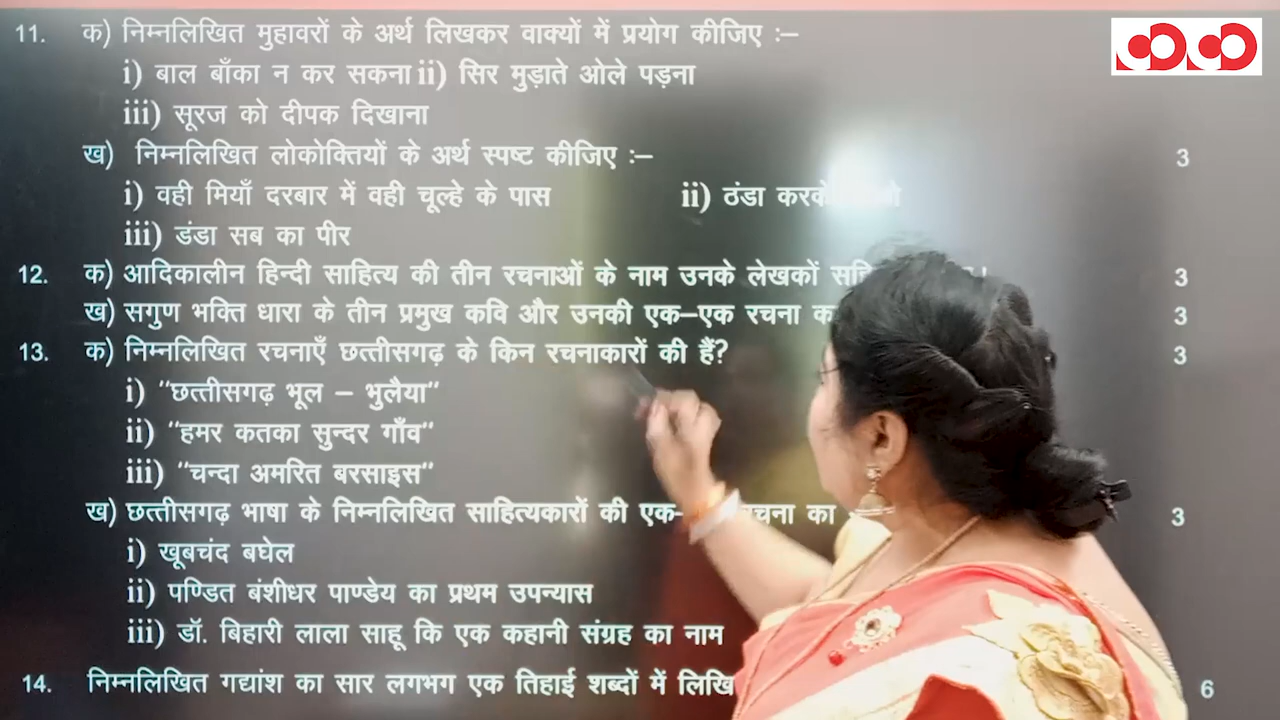 11. क) निम्नलिखित मुहावरों के अर्थ लिखकर वाक्यों में प्रयोग कीजिए :–
i) बाल बाँका न कर सकना ii) सिर मुड़ाते ओले पड़ना
iii) सूरज को दीपक दिखाना
ख) निम्नलिखित लोकोक्तियों के अर्थ स्पष्ट कीजिए :– 3
i) वही मियाँ दरबार में वही चूल्हे के पास ii) ठंडा
iii) डंडा सब का पीर
12. क) आदिकालीन हिन्दी साहित्य की तीन रचनाओं के नाम उनके लेखकों 3
ख) सगुण भक्ति धारा के तीन प्रमुख कवि और उनकी एक–एक रचना 3
13. क) निम्नलिखित रचनाएँ छत्तीसगढ़ के किन रचनाकारों की हैं? 3
i) "छत्तीसगढ़ भूल – भुलैया"
ii) "हमर कतका सुन्दर गाँव"
iii) "चन्दा अमरित बरसाइस"
ख) छत्तीसगढ़ भाषा के निम्नलिखित साहित्यकारों की एक– का 3
i) खूबचंद बघेल
ii) पण्डित बंशीधर पाण्डेय का प्रथम उपन्यास
iii) डॉ. बिहारी लाला साहू कि एक कहानी संग्रह का नाम
14. निम्नलिखित गद्यांश का सार लगभग एक तिहाई शब्दों में 6